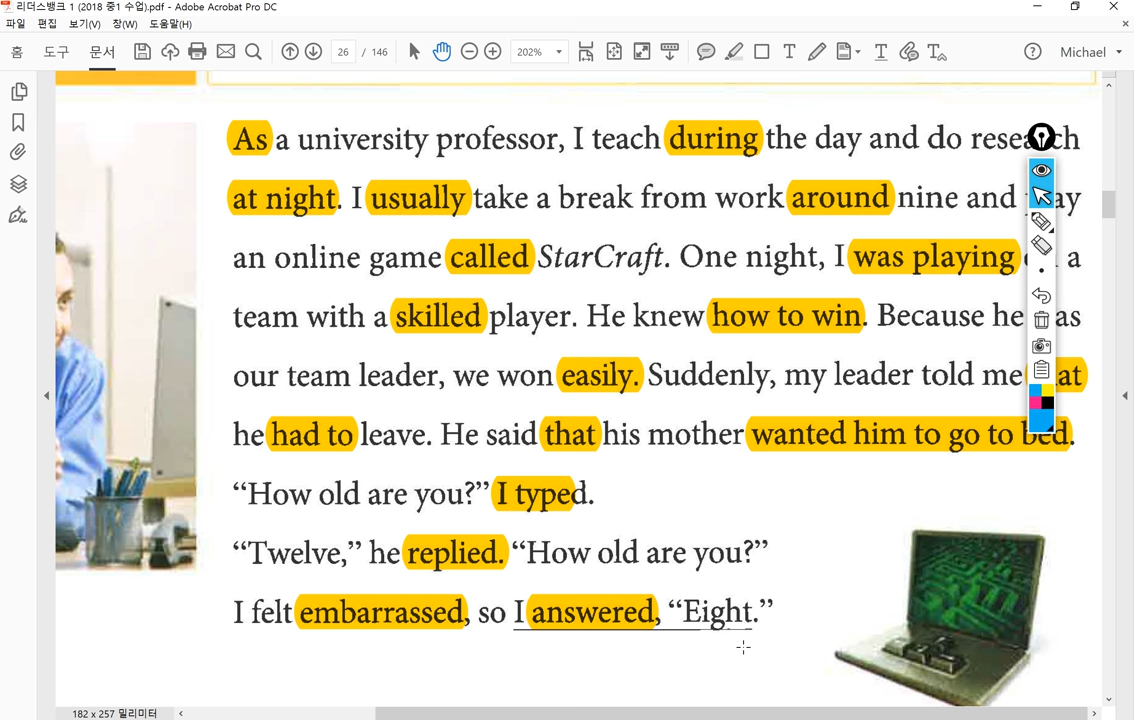 리더스뱅크 1 (2018 중1 수업).pdf - Adobe Acrobat Pro DC
파일 편집 보기(V) 창(W) 도움말(H)
홈 도구 문서 26 / 146 202% Michael
As a university professor, I teach during the day and do research
at night. I usually take a break from work around nine and
an online game called StarCraft. One night, I was playing a
team with a skilled player. He knew how to win. Because he
our team leader, we won easily. Suddenly, my leader told me
he had to leave. He said that his mother wanted him to go to bed.
“How old are you?” I typed.
“Twelve,” he replied. “How old are you?”
I felt embarrassed, so I answered, “Eight.”
182 x 257 밀리미터